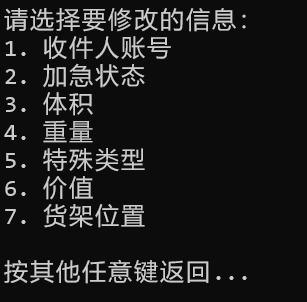 请选择要修改的信息:
1. 收件人账号
2. 加急状态
3. 体积
4. 重量
5. 特殊类型
6. 价值
7. 货架位置
按其他任意键返回...